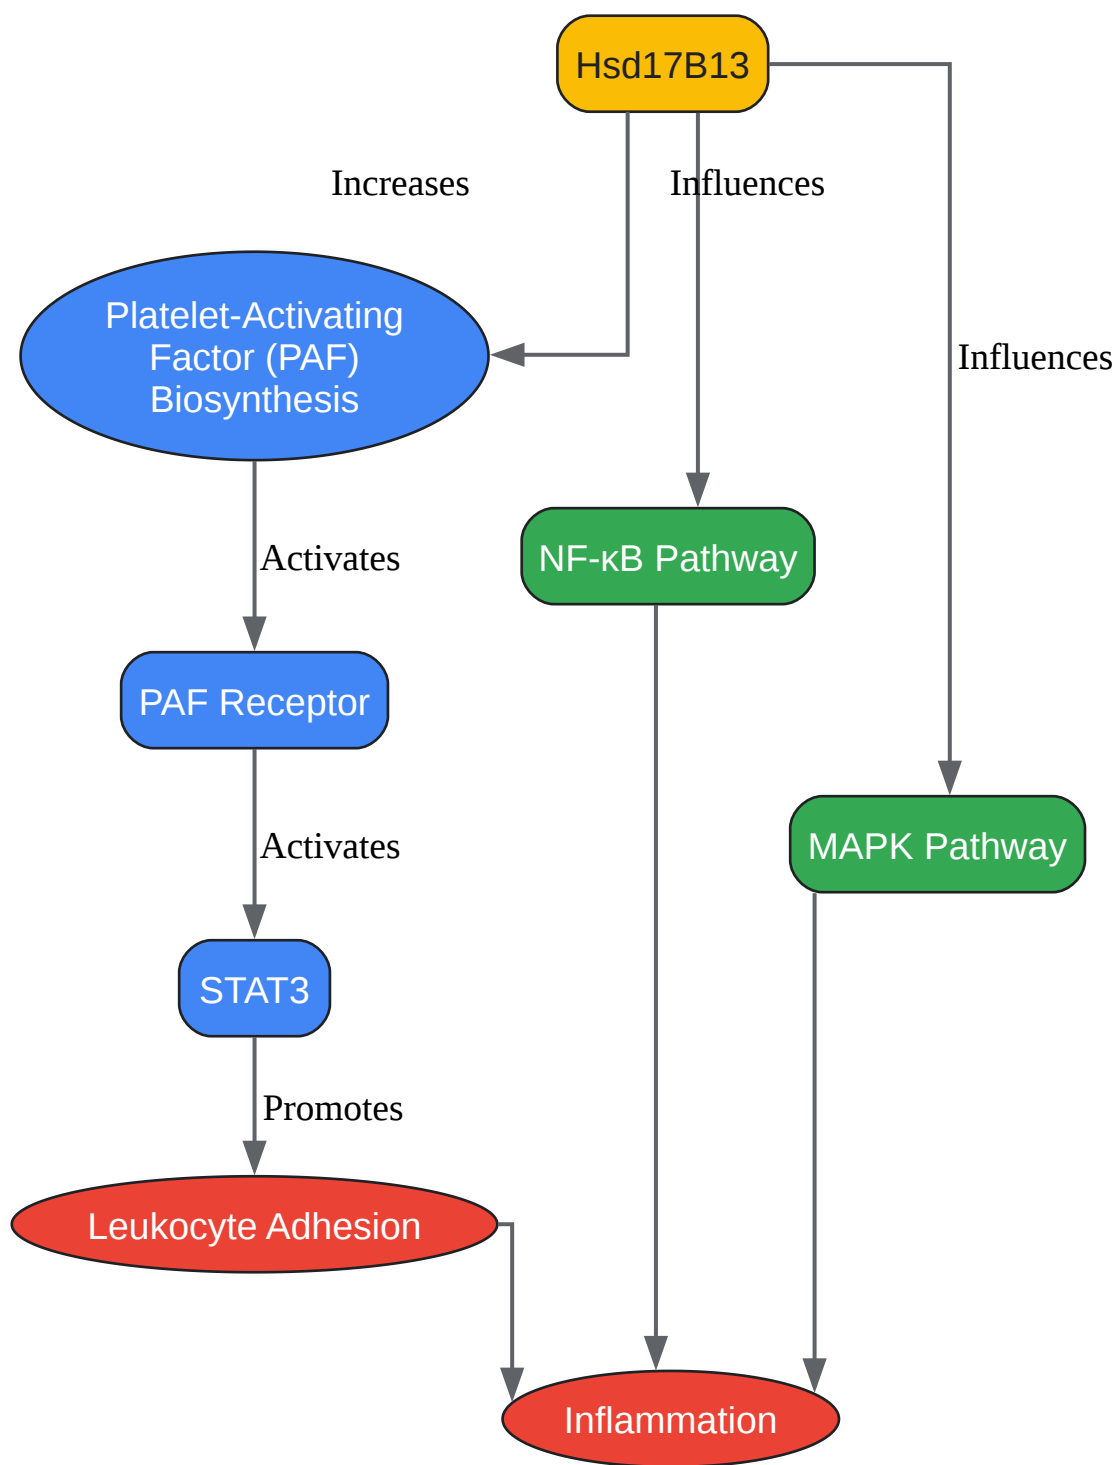 Hsd17B13
Increases
Influences
Platelet-Activating
Factor (PAF)
Biosynthesis
Influences
Activates
NF-κB Pathway
PAF Receptor
Activates
MAPK Pathway
STAT3
Promotes
Leukocyte Adhesion
Inflammation